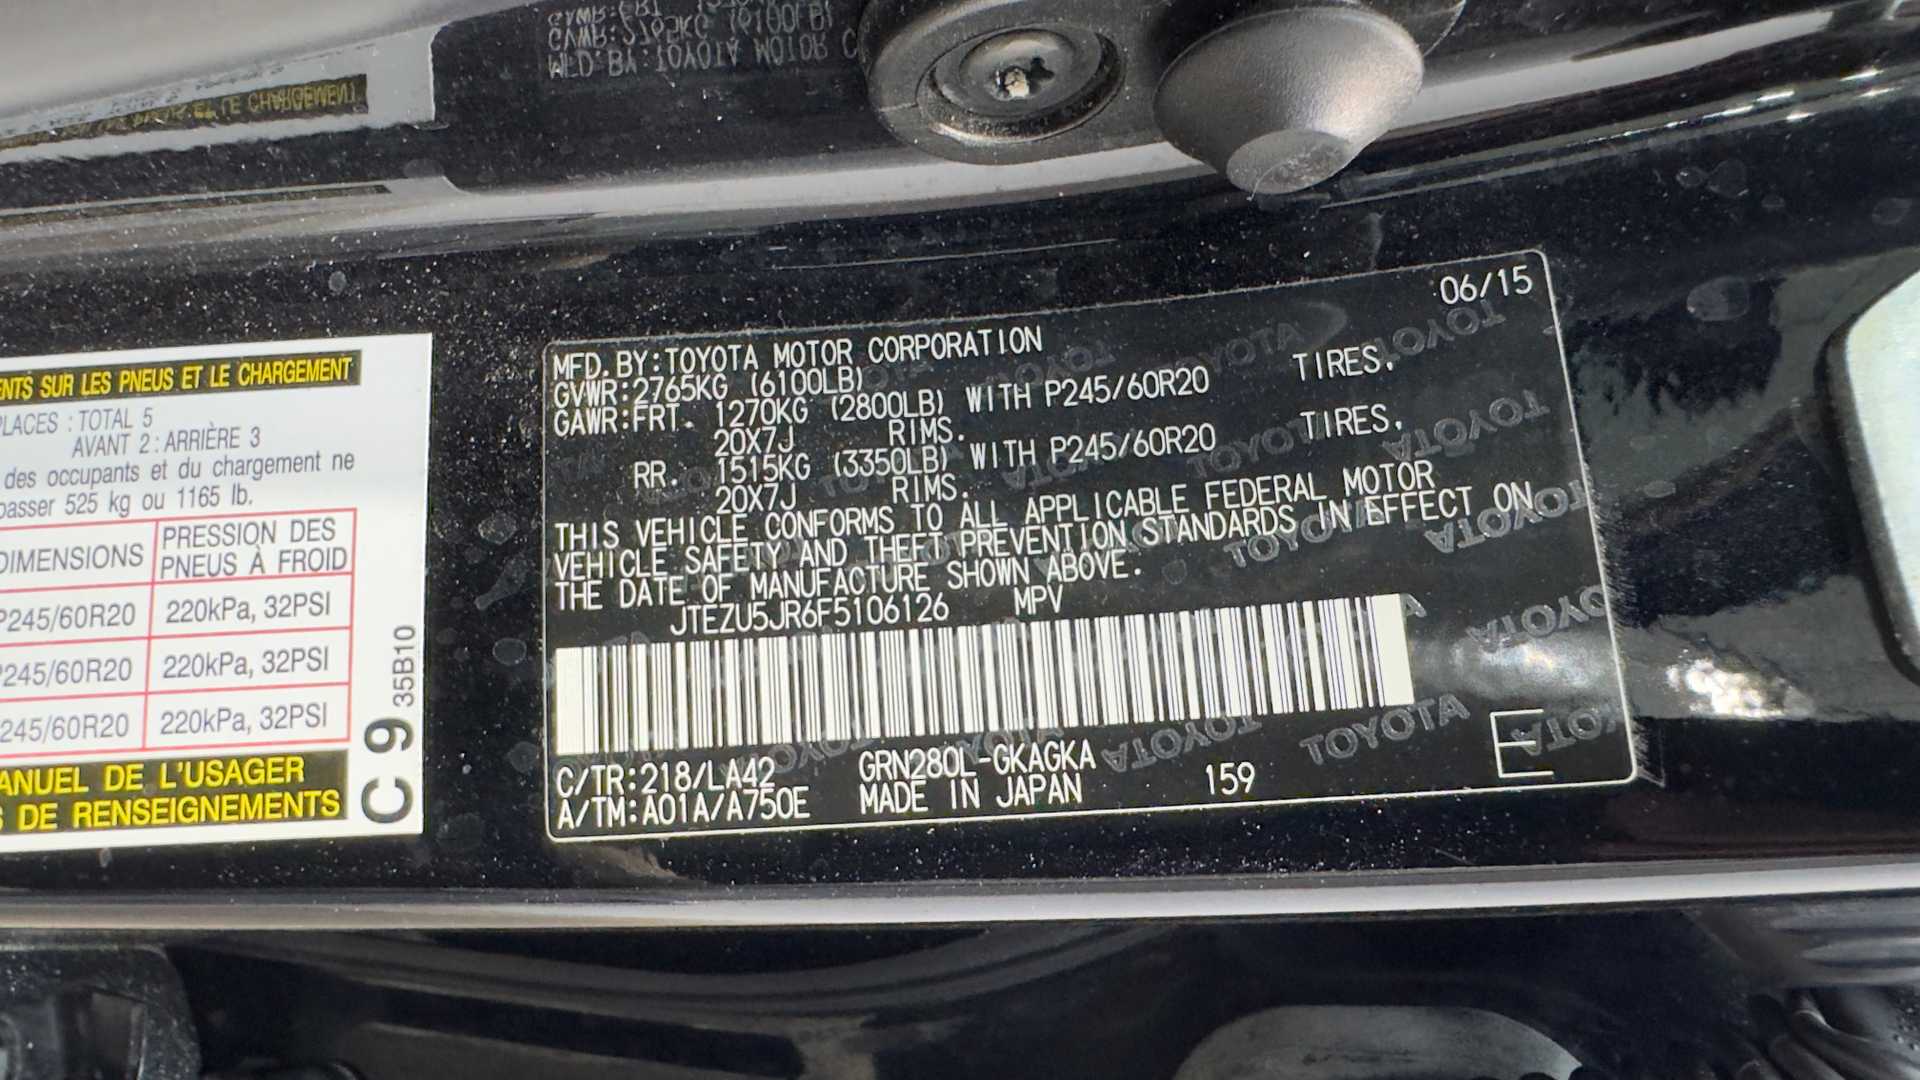 ENTS SUR LES PNEUS ET LE CHARGEMENT
PLACES : TOTAL 5
AVANT 2 : ARRIÈRE 3
des occupants et du chargement ne
passer 525 kg ou 1165 lb.
DIMENSIONS PRESSION DES PNEUS À FROID
P245/60R20 220kPa, 32PSI
P245/60R20 220kPa, 32PSI
245/60R20 220kPa, 32PSI
ANUEL DE L'USAGER
S DE RENSEIGNEMENTS
C 9 35B10
06/15
MFD. BY: TOYOTA MOTOR CORPORATION
GVWR: 2765KG (6100LB)
GAWR: FRT. 1270KG (2800LB) WITH P245/60R20 TIRES,
20X7J RIMS.
RR. 1515KG (3350LB) WITH P245/60R20 TIRES,
20X7J RIMS.
THIS VEHICLE CONFORMS TO ALL APPLICABLE FEDERAL MOTOR
VEHICLE SAFETY AND THEFT PREVENTION STANDARDS IN EFFECT ON
THE DATE OF MANUFACTURE SHOWN ABOVE.
JTEZU5JR6F5106126 MPV
C/TR: 218/LA42 GRN280L-GKAGKA
A/TM: A01A/A750E MADE IN JAPAN 159 E